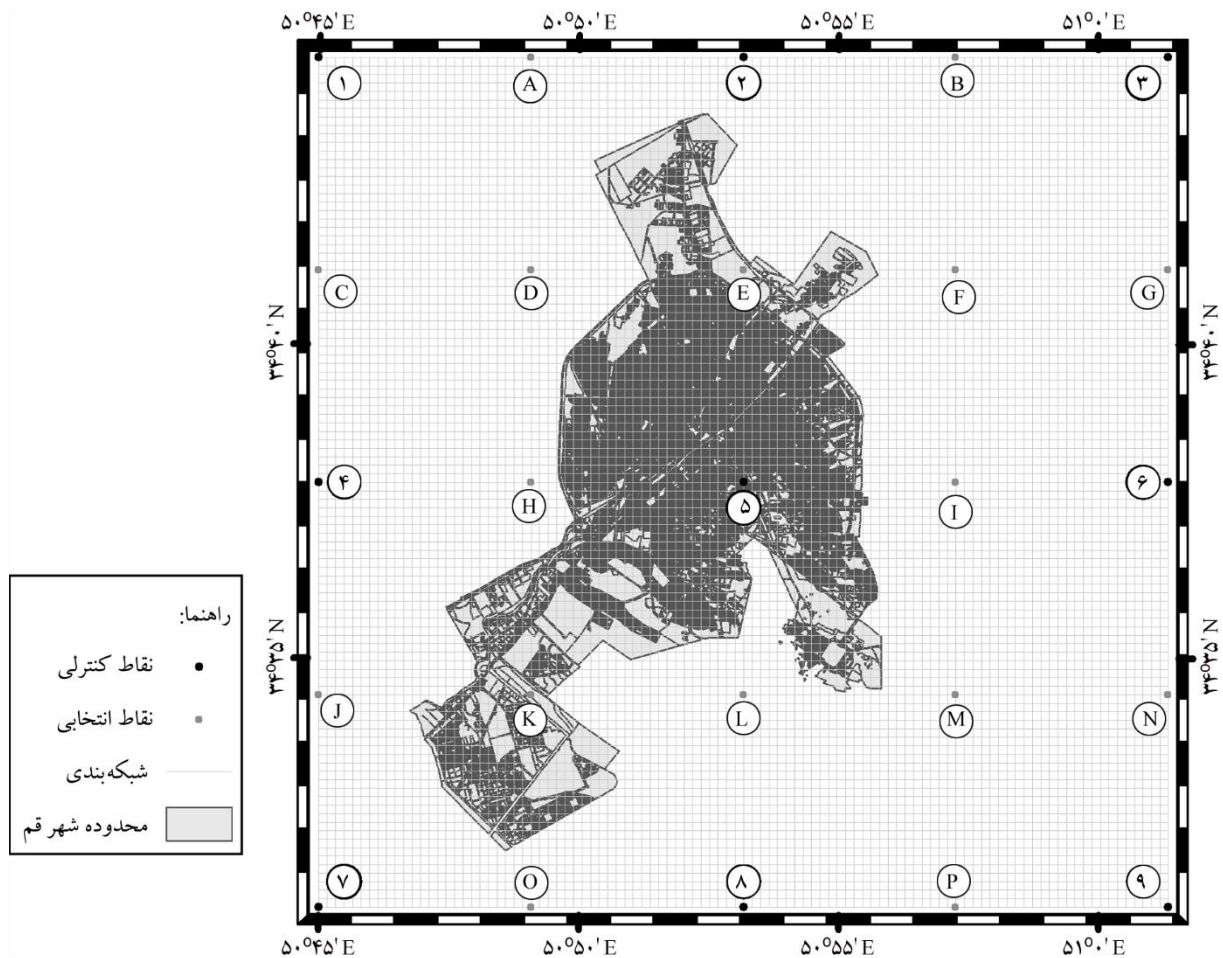 ۵۰°۴۵'E
۵۰°۵۰'E
۵۰°۵۵'E
۵۱°۰'E
۱
A
۲
B
۳
C
D
E
F
G
۳۴°۴۰'N
۳۴°۴۰'N
۴
H
۵
I
۶
۳۴°۳۵'N
۳۴°۳۵'N
J
K
L
M
N
راهنما:
نقاط کنترلی
نقاط انتخابی
شبکه‌بندی
محدوده شهر قم
۷
O
۸
P
۹
۵۰°۴۵'E
۵۰°۵۰'E
۵۰°۵۵'E
۵۱°۰'E